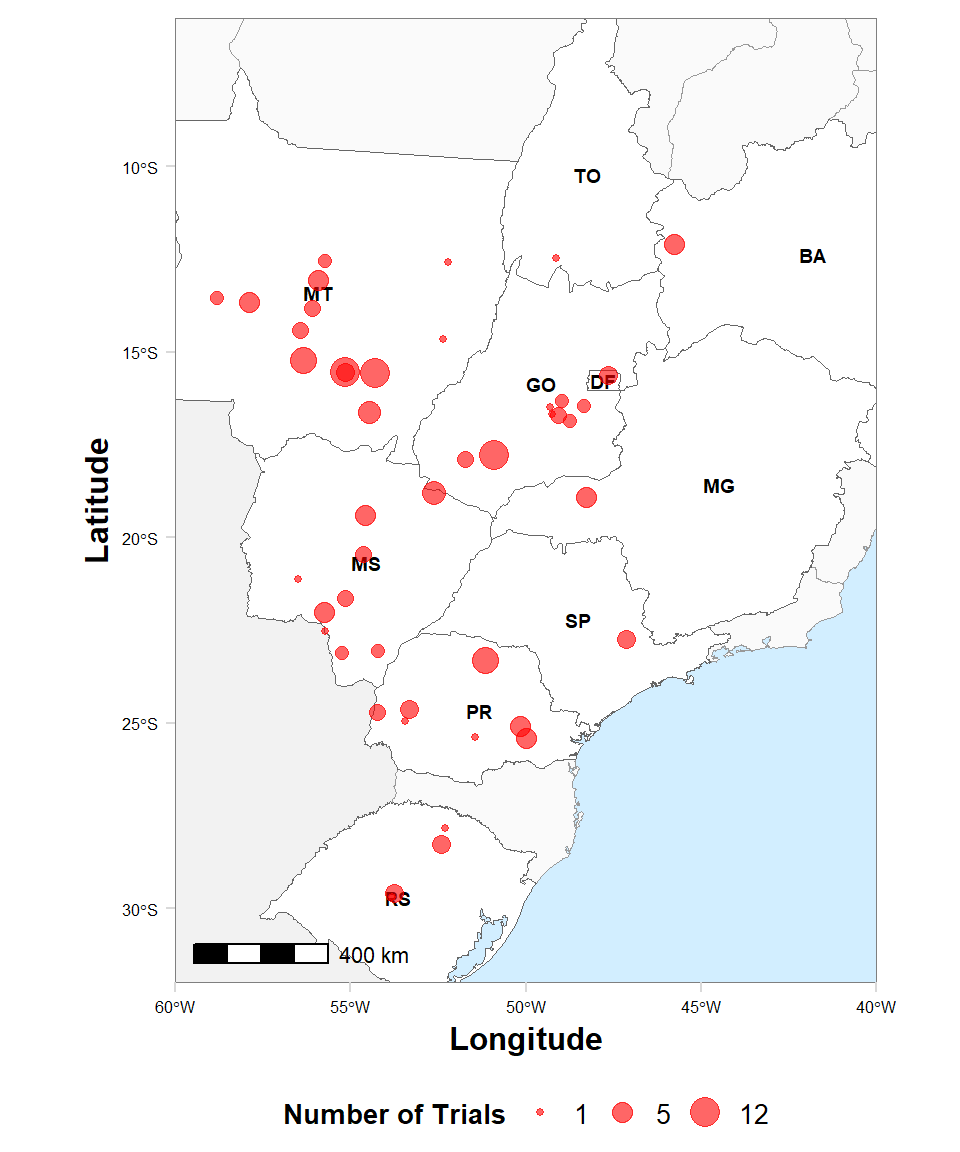 10°S
15°S
20°S
25°S
30°S
Latitude
TO
BA
MT
GO
DF
MG
MS
SP
PR
RS
400 km
60°W 55°W 50°W 45°W 40°W
Longitude
Number of Trials 1 5 12